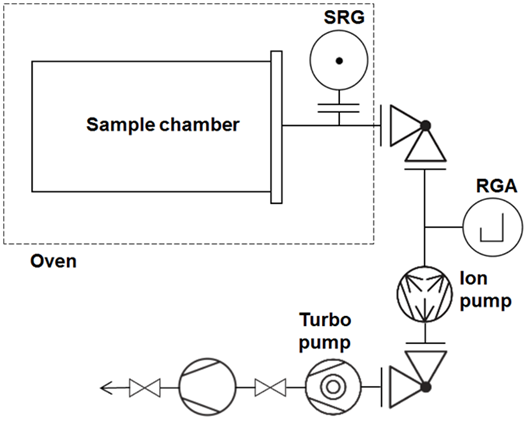 SRG
Sample chamber
RGA
Oven
Ion
pump
Turbo
pump